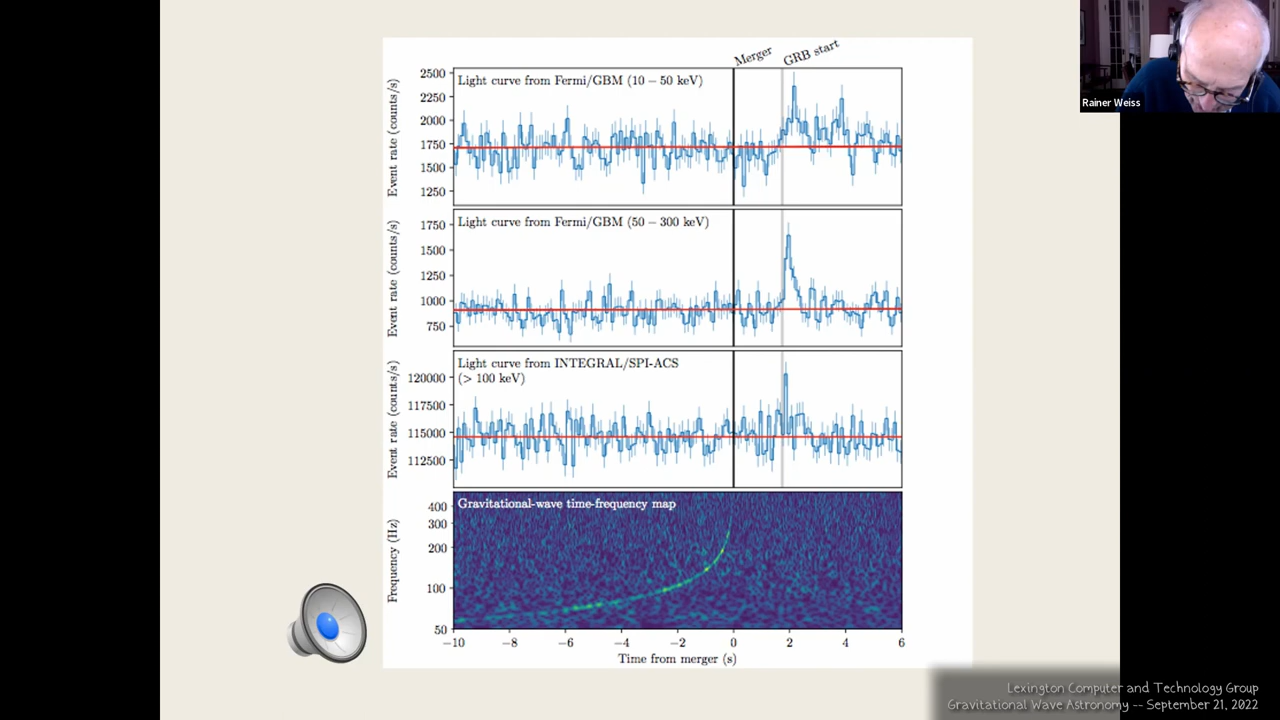 Merger
GRB start
Rainer Weiss
Light curve from Fermi/GBM (10 – 50 keV)
Event rate (counts/s)
2500
2250
2000
1750
1500
1250
Light curve from Fermi/GBM (50 – 300 keV)
Event rate (counts/s)
1750
1500
1250
1000
750
Light curve from INTEGRAL/SPI-ACS
(> 100 keV)
Event rate (counts/s)
120000
117500
115000
112500
Gravitational-wave time-frequency map
Frequency (Hz)
400
300
200
100
50
−10 −8 −6 −4 −2 0 2 4 6
Time from merger (s)
Lexington Computer and Technology Group
Gravitational Wave Astronomy -- September 21, 2022